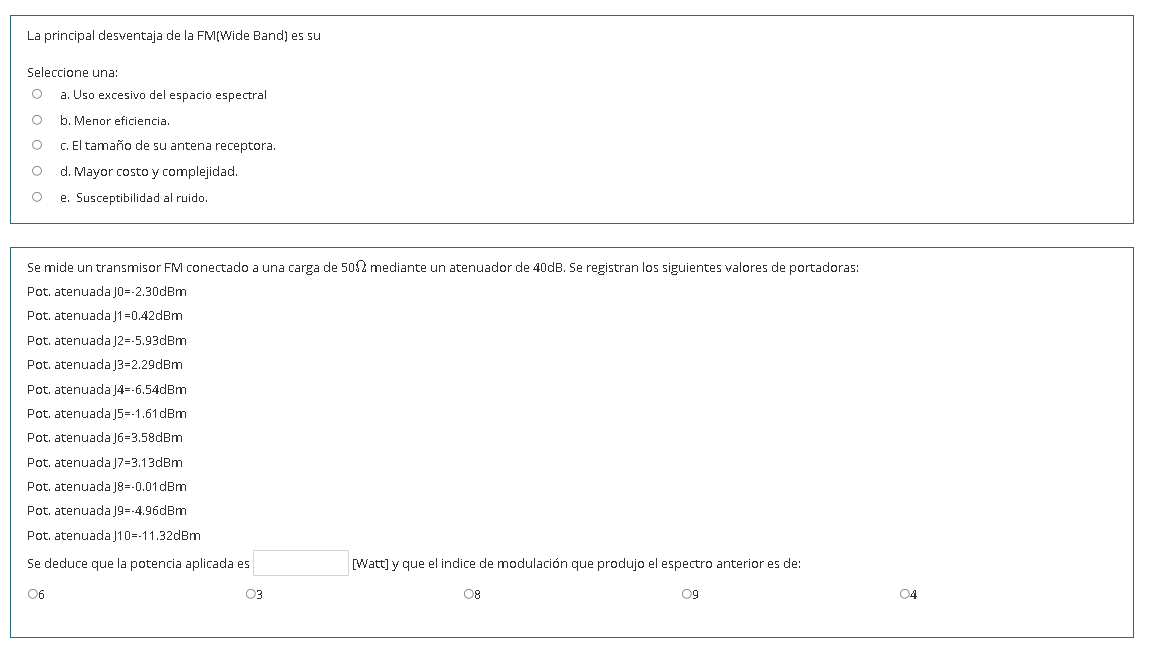 La principal desventaja de la FM(Wide Band) es su
Seleccione una:
a. Uso excesivo del espacio espectral
b. Menor eficiencia.
c. El tamaño de su antena receptora.
d. Mayor costo y complejidad.
e. Susceptibilidad al ruido.
Se mide un transmisor FM conectado a una carga de 50Ω mediante un atenuador de 40dB. Se registran los siguientes valores de portadoras:
Pot. atenuada J0=-2.30dBm
Pot. atenuada J1=0.42dBm
Pot. atenuada J2=-5.93dBm
Pot. atenuada J3=2.29dBm
Pot. atenuada J4=-6.54dBm
Pot. atenuada J5=-1.61dBm
Pot. atenuada J6=3.58dBm
Pot. atenuada J7=3.13dBm
Pot. atenuada J8=-0.01dBm
Pot. atenuada J9=-4.96dBm
Pot. atenuada J10=-11.32dBm
Se deduce que la potencia aplicada es [Watt] y que el indice de modulación que produjo el espectro anterior es de:
6 3 8 9 4